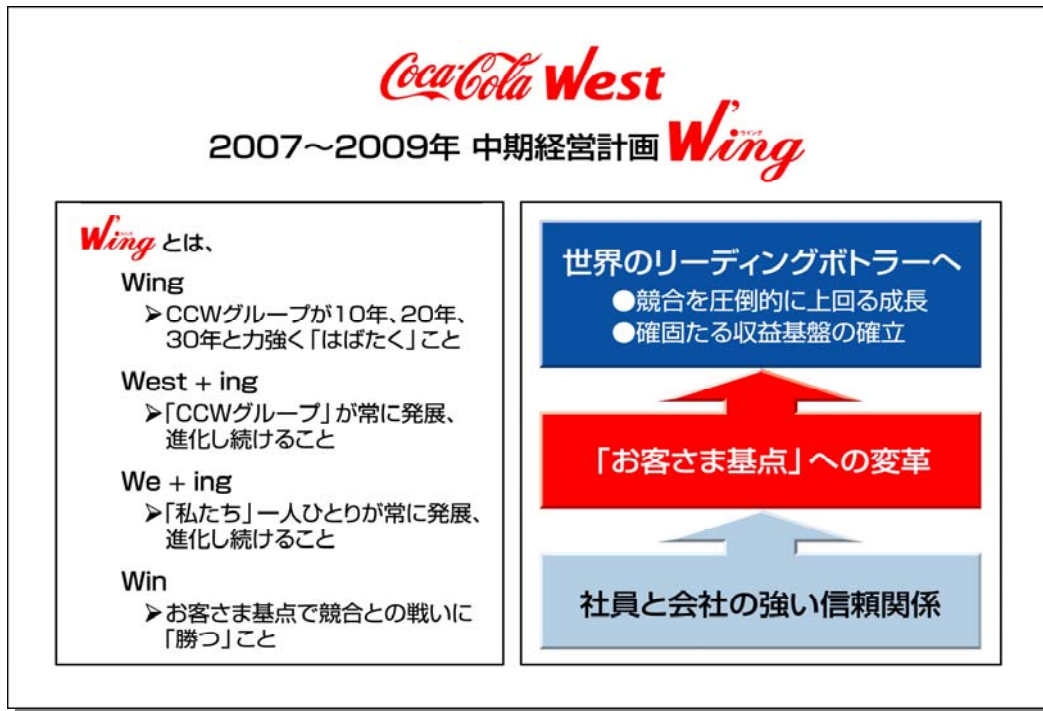 Coca-Cola West
2007〜2009年 中期経営計画 W'ing
ウイング
W'ing とは、
Wing
➢CCWグループが10年、20年、
30年と力強く「はばたく」こと
West + ing
➢「CCWグループ」が常に発展、
進化し続けること
We + ing
➢「私たち」一人ひとりが常に発展、
進化し続けること
Win
➢お客さま基点で競合との戦いに
「勝つ」こと
世界のリーディングボトラーへ
●競合を圧倒的に上回る成長
●確固たる収益基盤の確立
「お客さま基点」への変革
社員と会社の強い信頼関係